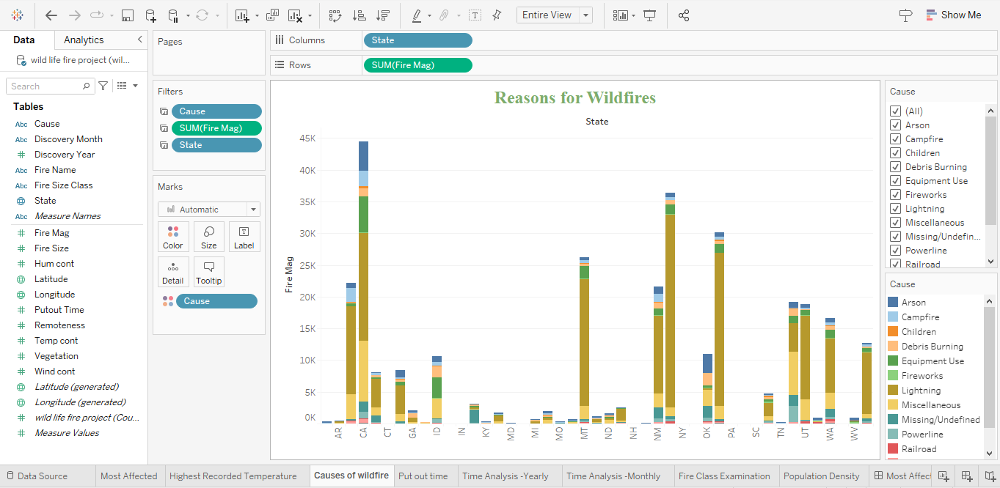 Entire View
Show Me
Data
Analytics
wild life fire project (wil...
Search
Tables
Abc Cause
Abc Discovery Month
Discovery Year
Abc Fire Name
Abc Fire Size Class
State
Abc Measure Names
Fire Mag
Fire Size
Hum cont
Latitude
Longitude
Putout Time
Remoteness
Temp cont
Vegetation
Wind cont
Latitude (generated)
Longitude (generated)
wild life fire project (Cou...
Measure Values
Pages
Filters
Cause
SUM(Fire Mag)
State
Marks
Automatic
Color
Size
Label
Detail
Tooltip
Cause
Columns
State
Rows
SUM(Fire Mag)
Reasons for Wildfires
State
Fire Mag
45K
40K
35K
30K
25K
20K
15K
10K
5K
0K
AR CA CT GA ID IN KY MD MI MO MT ND NH NM NY OK PA SC TN UT WA WV
Cause
(All)
Arson
Campfire
Children
Debris Burning
Equipment Use
Fireworks
Lightning
Miscellaneous
Missing/Undefin...
Powerline
Railroad
Cause
Arson
Campfire
Children
Debris Burning
Equipment Use
Fireworks
Lightning
Miscellaneous
Missing/Undefined
Powerline
Railroad
Data Source
Most Affected
Highest Recorded Temperature
Causes of wildfire
Put out time
Time Analysis -Yearly
Time Analysis -Monthly
Fire Class Examination
Population Density
Most Affect